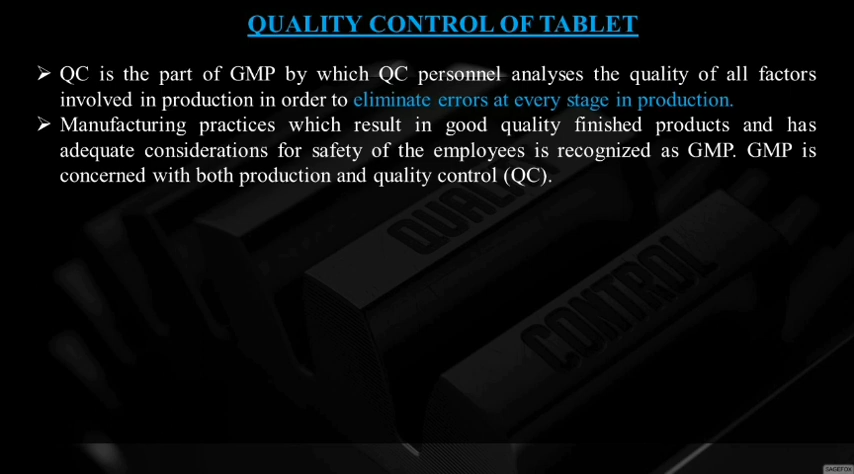 QUALITY CONTROL OF TABLET
➢ QC is the part of GMP by which QC personnel analyses the quality of all factors
involved in production in order to eliminate errors at every stage in production.
➢ Manufacturing practices which result in good quality finished products and has
adequate considerations for safety of the employees is recognized as GMP. GMP is
concerned with both production and quality control (QC).
CONTROL
SAGEFOX